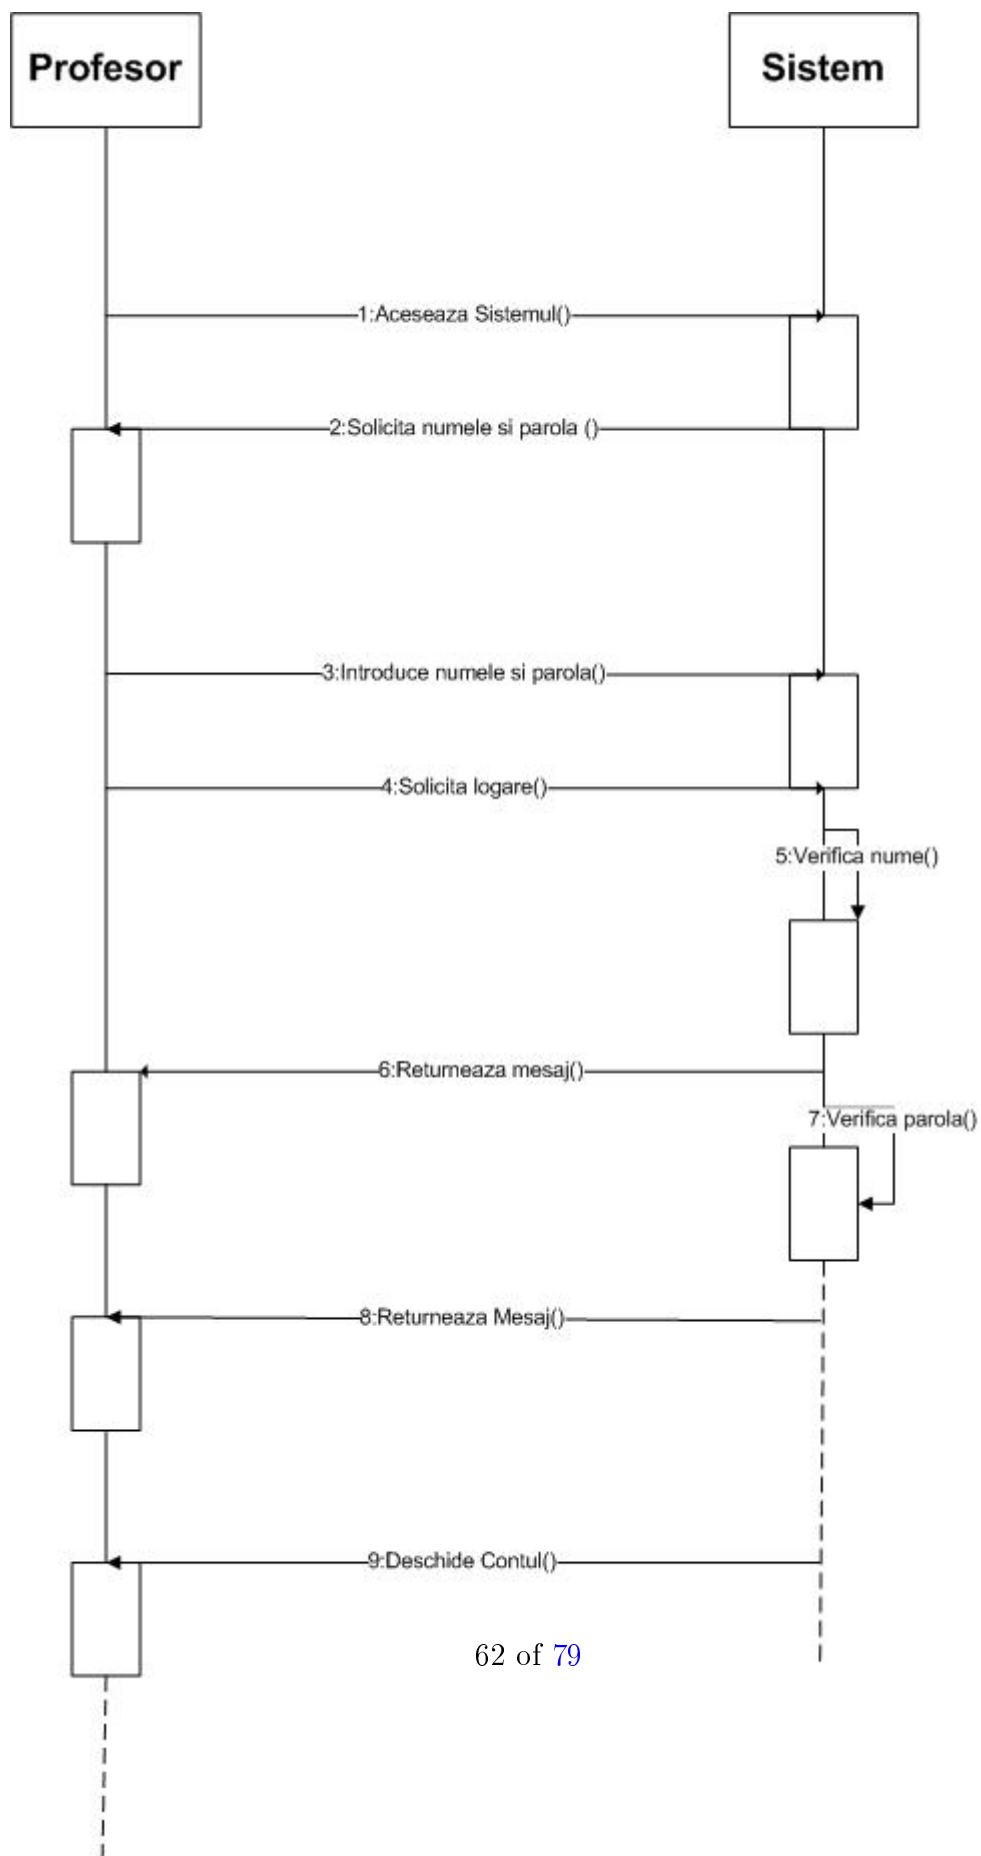 Profesor
Sistem
1:Aceseaza Sistemul()
2:Solicita numele si parola ()
3:Introduce numele si parola()
4:Solicita logare()
5:Verifica nume()
6:Returneaza mesaj()
7:Verifica parola()
8:Returneaza Mesaj()
9:Deschide Contul()
62 of 79